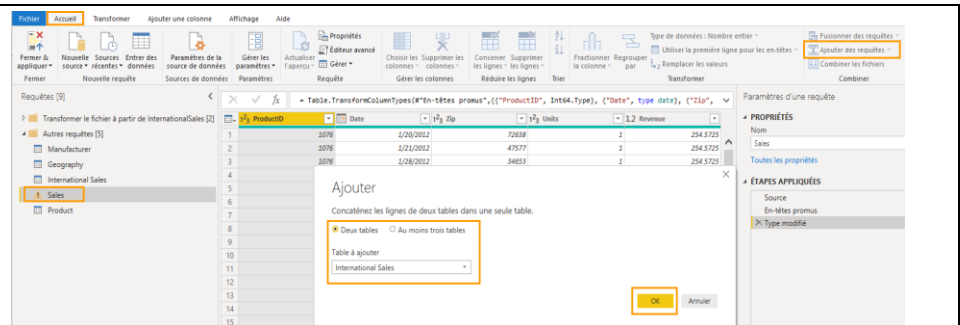 Fichier Accueil Transformer Ajouter une colonne Affichage Aide
Fermer & appliquer Nouvelle source Sources récentes Entrer des données Paramètres de la source de données Gérer les paramètres Actualiser l'aperçu Propriétés Éditeur avancé Gérer Choisir les colonnes Supprimer les colonnes Conserver les lignes Supprimer les lignes Fractionner la colonne Regrouper par Type de données : Nombre entier Utiliser la première ligne pour les en-têtes Remplacer les valeurs Fusionner des requêtes Ajouter des requêtes Combiner les fichiers
Fermer Nouvelle requête Sources de données Paramètres Requête Gérer les colonnes Réduire les lignes Trier Transformer Combiner
Requêtes [9] = Table.TransformColumnTypes(#"En-têtes promus",{{"ProductID", Int64.Type}, {"Date", type date}, {"Zip", Paramètres d'une requête
Transformer le fichier à partir de InternationalSales [2]
Autres requêtes [5]
Manufacturer
Geography
International Sales
Sales
Product
1²3 ProductID Date 1²3 Zip 1²3 Units 1.2 Revenue
1 1076 1/20/2012 72638 1 254.5725
2 1076 1/21/2012 47577 1 254.5725
3 1076 1/28/2012 34653 1 254.5725
4
5
6
7
8
9
10
11
12
13
14
15
Ajouter
Concaténez les lignes de deux tables dans une seule table.
Deux tables Au moins trois tables
Table à ajouter
International Sales
OK Annuler
PROPRIÉTÉS
Nom
Sales
Toutes les propriétés
ÉTAPES APPLIQUÉES
Source
En-têtes promus
Type modifié